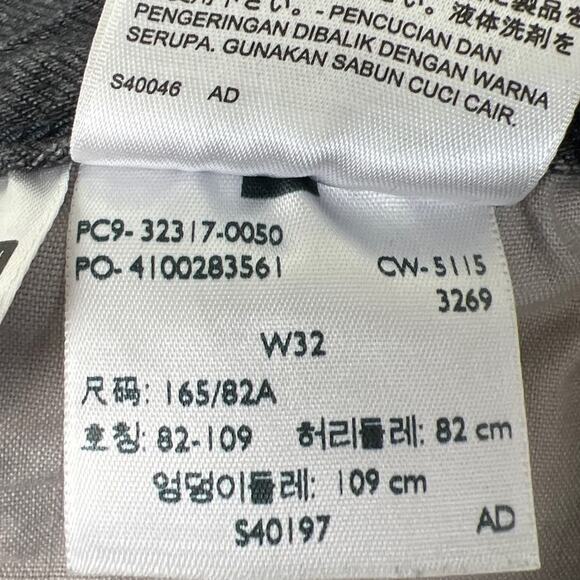 液体洗剤を
- PENCUCIAN DAN
PENGERINGAN DIBALIK DENGAN WARNA
SERUPA. GUNAKAN SABUN CUCI CAIR.
S40046 AD
PC9- 32317-0050
PO- 4100283561 CW- 5115
3269
W32
尺码: 165/82A
호칭: 82-109 허리둘레: 82 cm
엉덩이둘레: 109 cm
S40197 AD